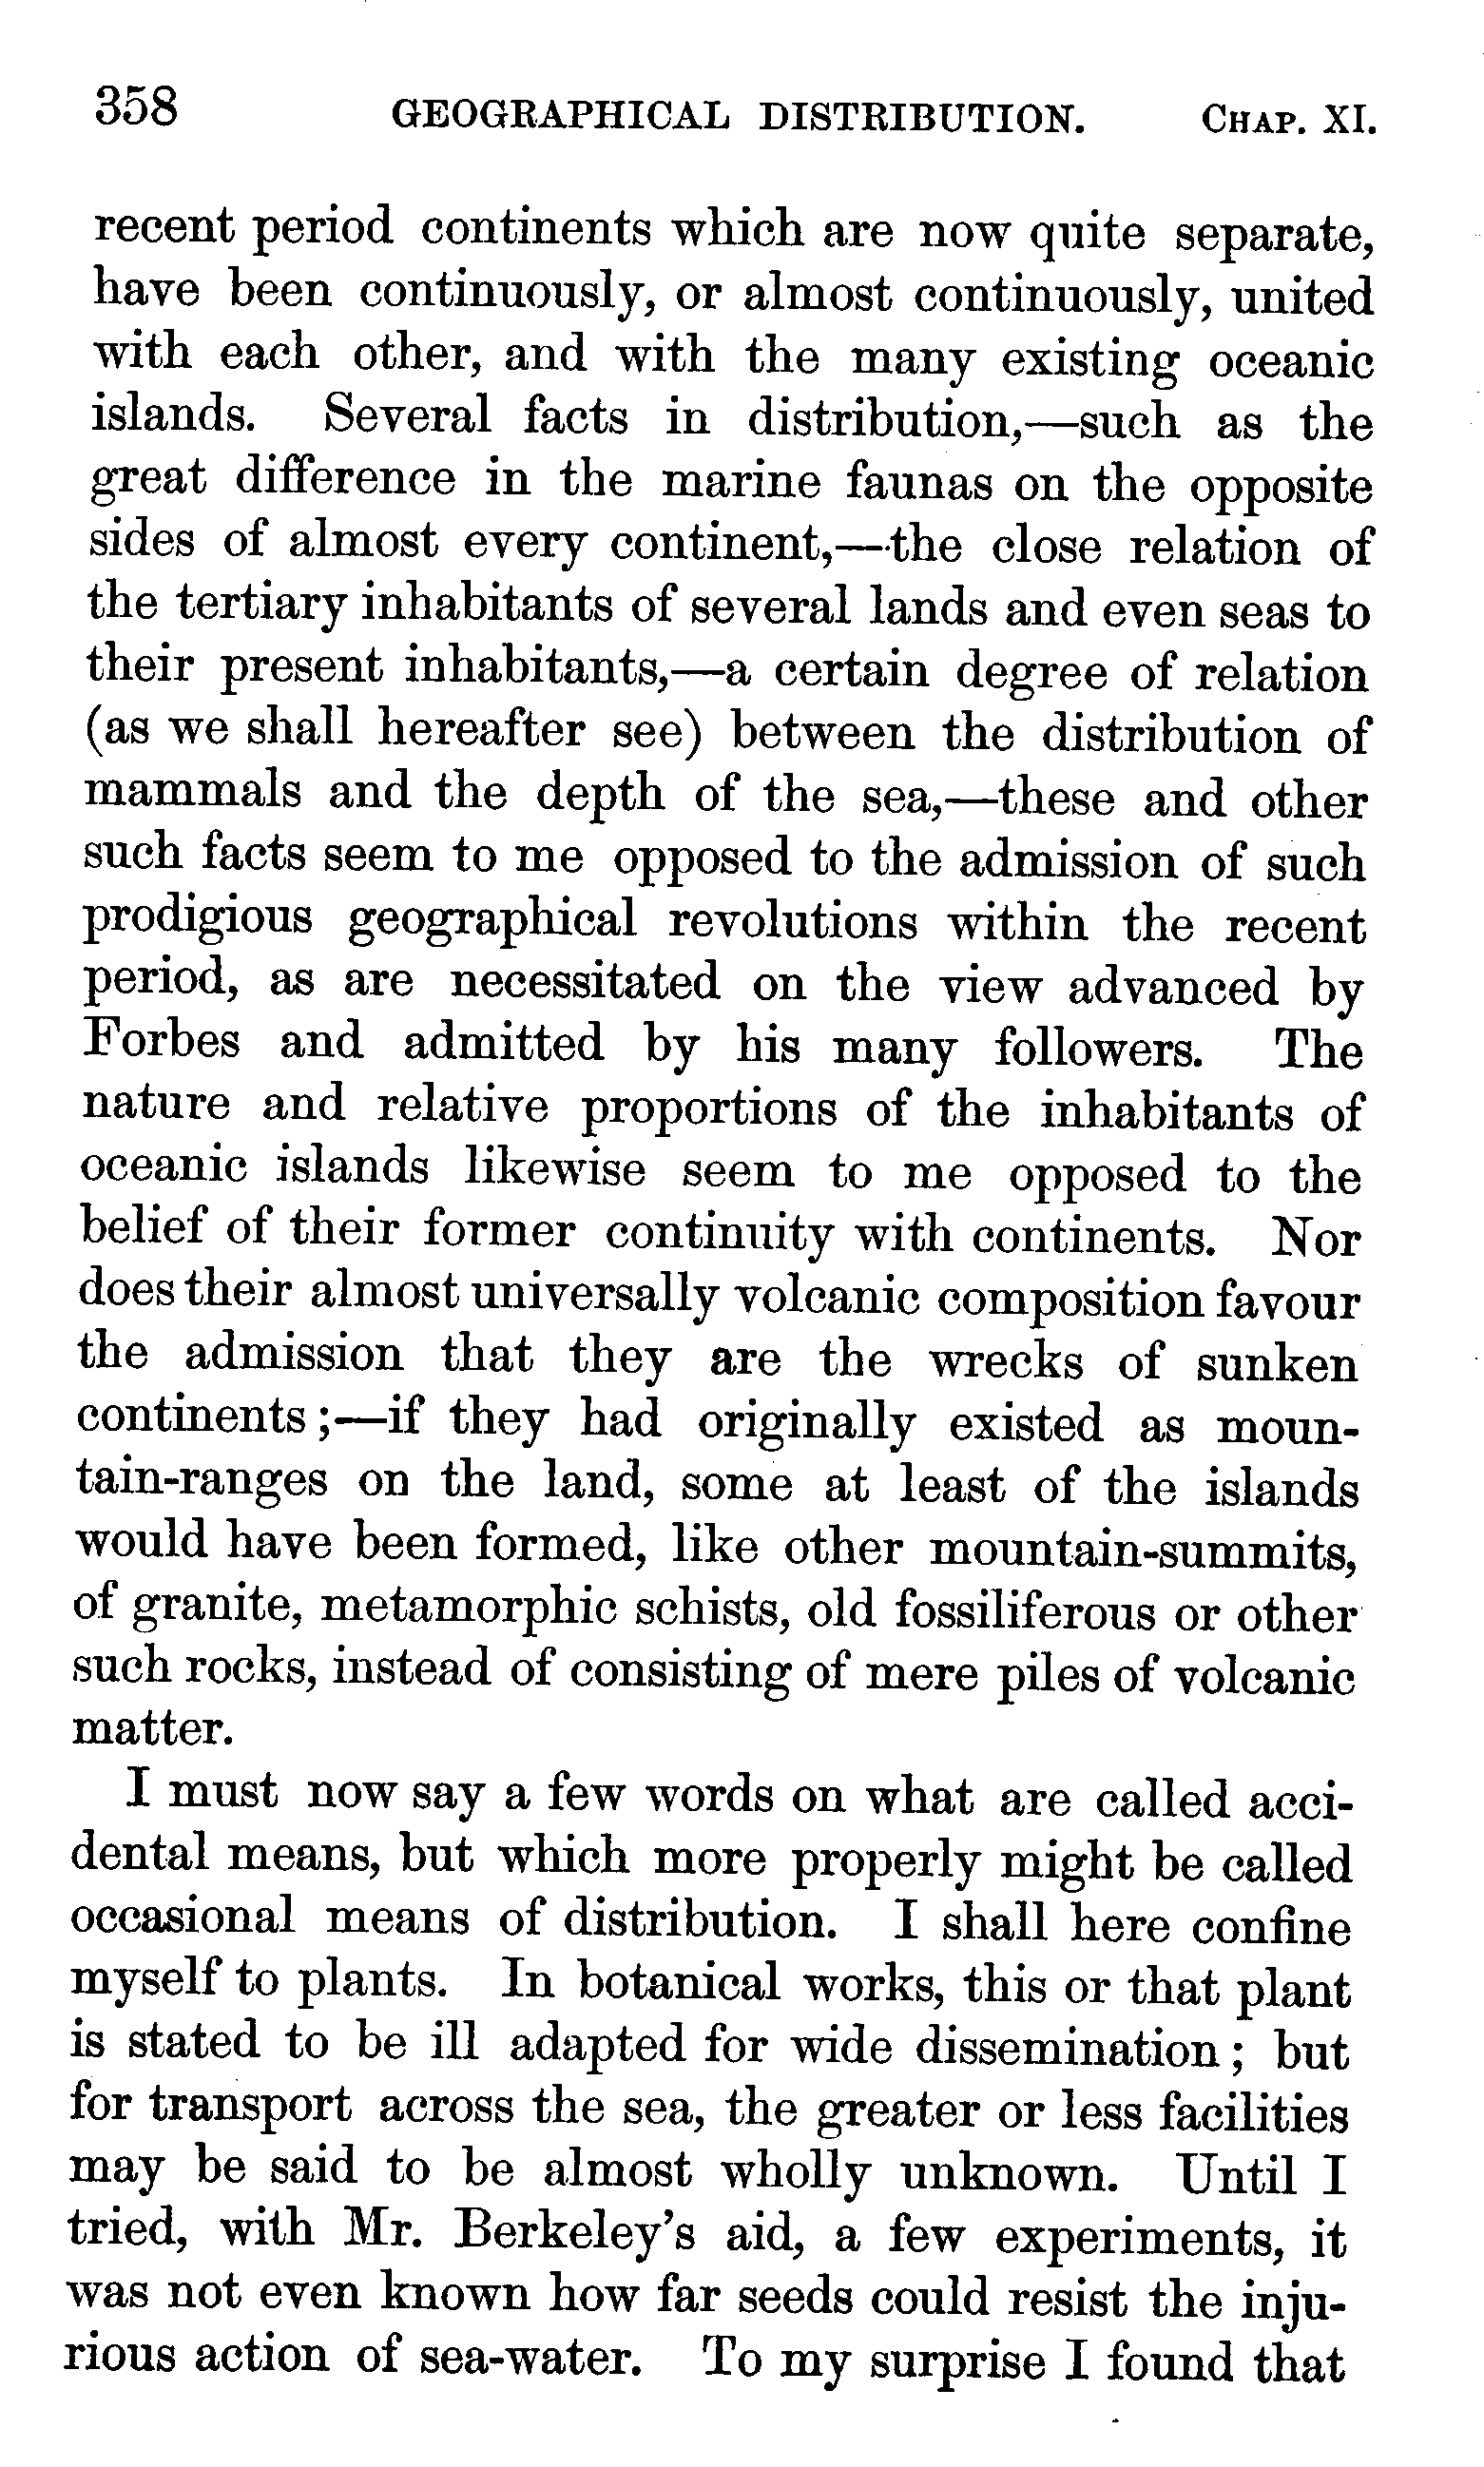 358 GEOGRAPHICAL DISTRIBUTION. CHAP. XI.
recent period continents which are now quite separate,
have been continuously, or almost continuously, united
with each other, and with the many existing oceanic
islands. Several facts in distribution,—such as the
great difference in the marine faunas on the opposite
sides of almost every continent,—the close relation of
the tertiary inhabitants of several lands and even seas to
their present inhabitants,—a certain degree of relation
(as we shall hereafter see) between the distribution of
mammals and the depth of the sea,—these and other
such facts seem to me opposed to the admission of such
prodigious geographical revolutions within the recent
period, as are necessitated on the view advanced by
Forbes and admitted by his many followers. The
nature and relative proportions of the inhabitants of
oceanic islands likewise seem to me opposed to the
belief of their former continuity with continents. Nor
does their almost universally volcanic composition favour
the admission that they are the wrecks of sunken
continents;—if they had originally existed as moun-
tain-ranges on the land, some at least of the islands
would have been formed, like other mountain-summits,
of granite, metamorphic schists, old fossiliferous or other
such rocks, instead of consisting of mere piles of volcanic
matter.
I must now say a few words on what are called acci-
dental means, but which more properly might be called
occasional means of distribution. I shall here confine
myself to plants. In botanical works, this or that plant
is stated to be ill adapted for wide dissemination; but
for transport across the sea, the greater or less facilities
may be said to be almost wholly unknown. Until I
tried, with Mr. Berkeley's aid, a few experiments, it
was not even known how far seeds could resist the inju-
rious action of sea-water. To my surprise I found that